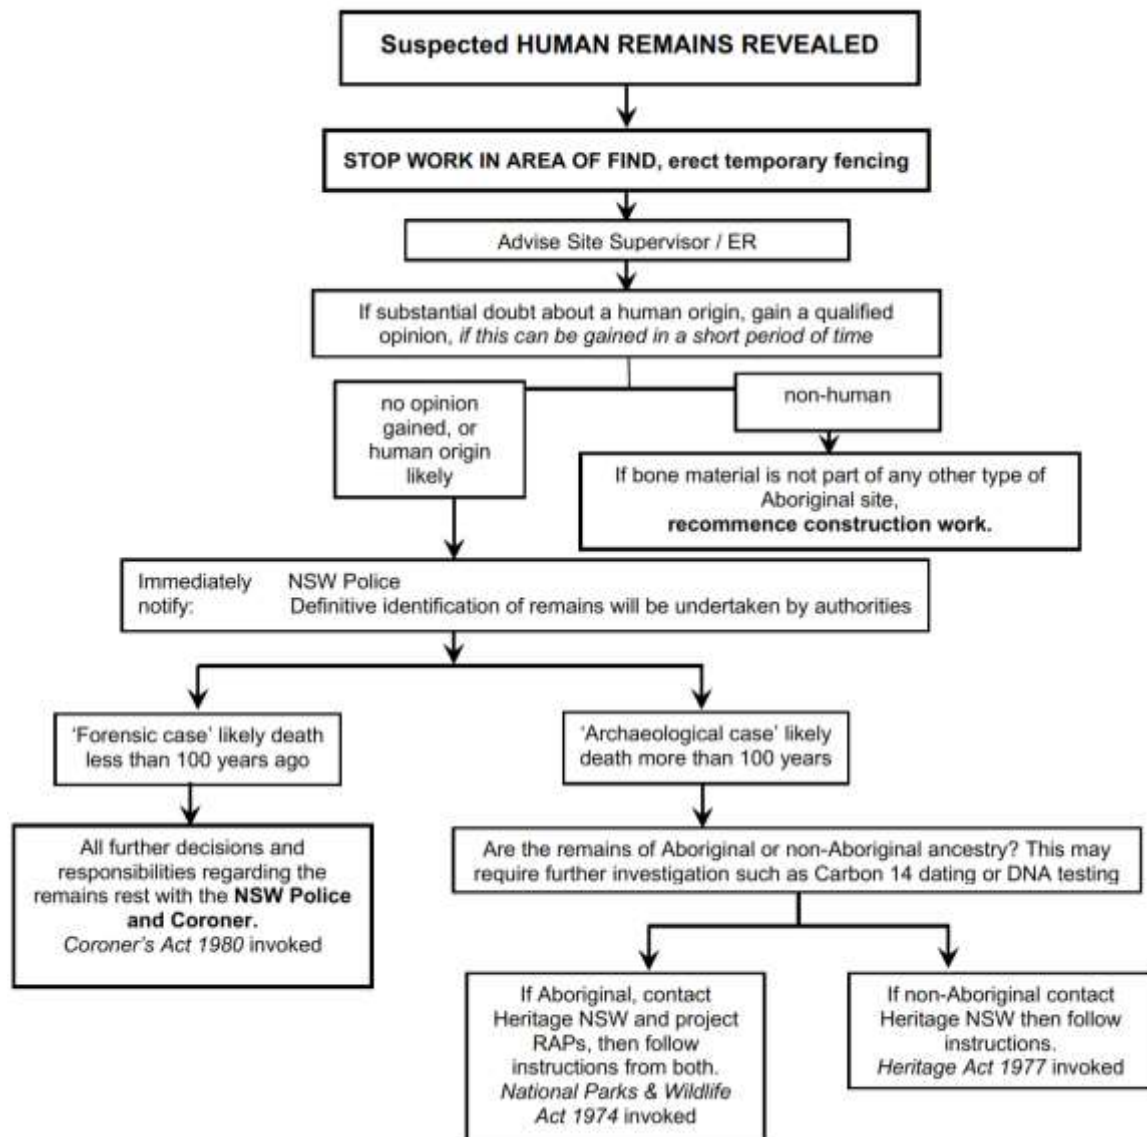 Suspected HUMAN REMAINS REVEALED
STOP WORK IN AREA OF FIND, erect temporary fencing
Advise Site Supervisor / ER
If substantial doubt about a human origin, gain a qualified
opinion, if this can be gained in a short period of time
no opinion
gained, or
human origin
likely
non-human
If bone material is not part of any other type of
Aboriginal site,
recommence construction work.
Immediately NSW Police
notify: Definitive identification of remains will be undertaken by authorities
'Forensic case' likely death
less than 100 years ago
'Archaeological case' likely
death more than 100 years
All further decisions and
responsibilities regarding the
remains rest with the NSW Police
and Coroner.
Coroner's Act 1980 invoked
Are the remains of Aboriginal or non-Aboriginal ancestry? This may
require further investigation such as Carbon 14 dating or DNA testing
If Aboriginal, contact
Heritage NSW and project
RAPs, then follow
instructions from both.
National Parks & Wildlife
Act 1974 invoked
If non-Aboriginal contact
Heritage NSW then follow
instructions.
Heritage Act 1977 invoked